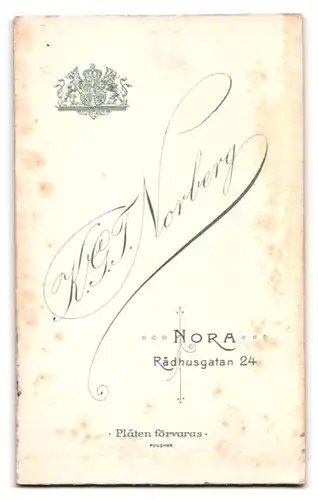 K.G.T. Norberg
NORA
Rådhusgatan 24
· Plåten förvaras ·